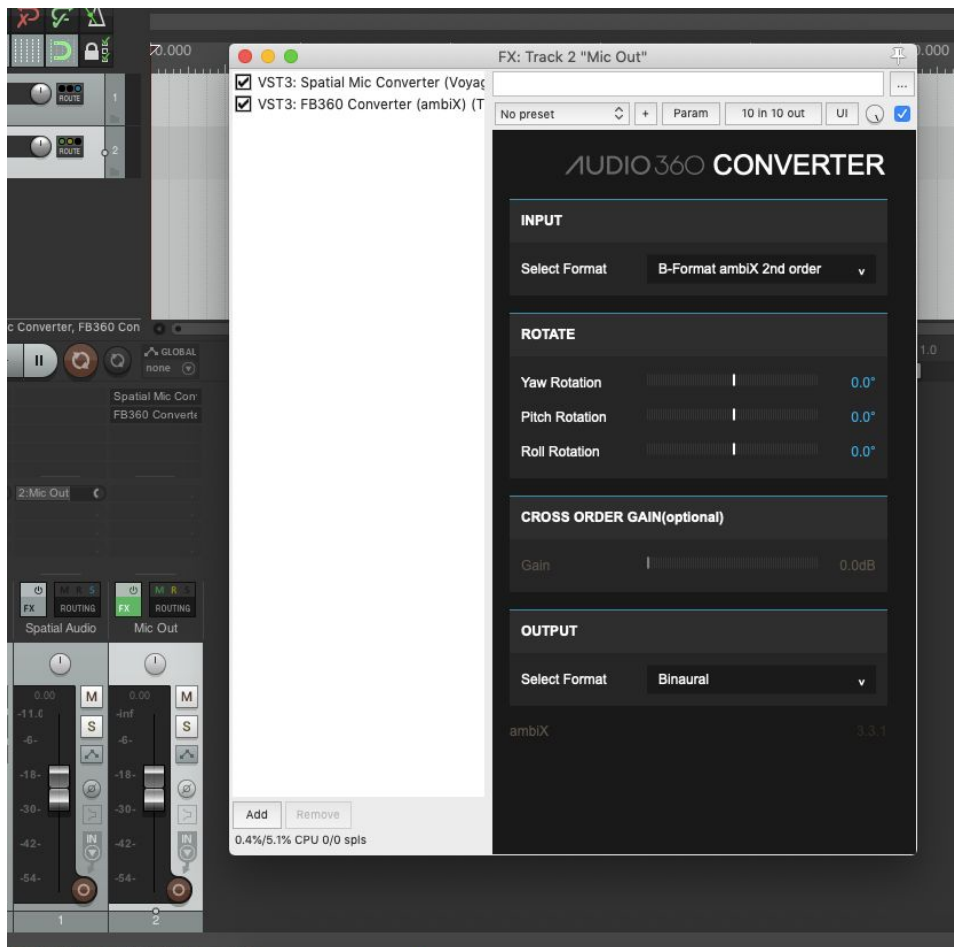 0.000
FX: Track 2 "Mic Out"
0.000
ROUTE
1
VST3: Spatial Mic Converter (Voyag
VST3: FB360 Converter (ambiX) (T
...
No preset
+
Param
10 in 10 out
UI
ROUTE
2
AUDIO360 CONVERTER
INPUT
Select Format
B-Format ambiX 2nd order
v
ROTATE
Yaw Rotation
0.0°
Pitch Rotation
0.0°
Roll Rotation
0.0°
CROSS ORDER GAIN(optional)
Gain
0.0dB
OUTPUT
Select Format
Binaural
v
ambiX
3.3.1
Add
Remove
0.4%/5.1% CPU 0/0 spls
c Converter, FB360 Con
GLOBAL
none
1.0
Spatial Mic Con
FB360 Converte
2:Mic Out
M R S
M R S
FX
ROUTING
FX
ROUTING
Spatial Audio
Mic Out
0.00
M
0.00
M
-inf
S
S
-6-
-6-
-18-
-18-
-30-
-30-
IN
IN
-42-
-42-
-54-
-54-
1
2